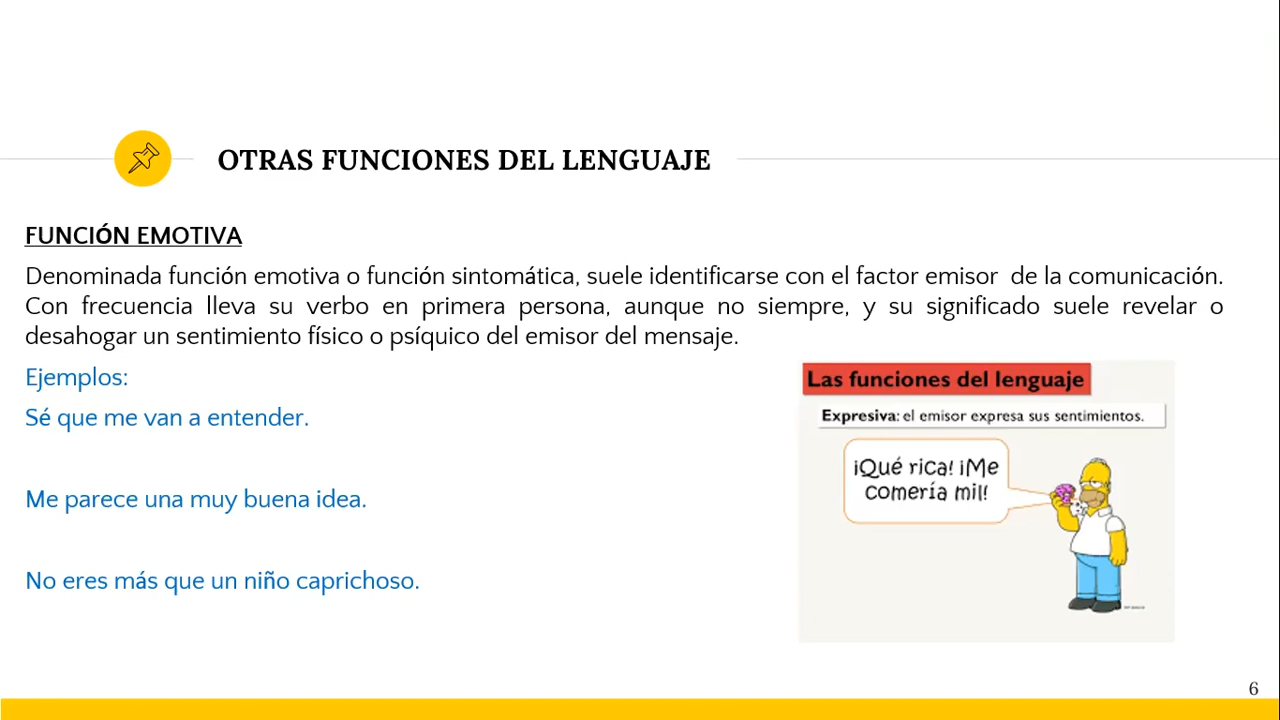 OTRAS FUNCIONES DEL LENGUAJE
FUNCIÓN EMOTIVA
Denominada función emotiva o función sintomática, suele identificarse con el factor emisor de la comunicación.
Con frecuencia lleva su verbo en primera persona, aunque no siempre, y su significado suele revelar o
desahogar un sentimiento físico o psíquico del emisor del mensaje.
Ejemplos:
Sé que me van a entender.
Me parece una muy buena idea.
No eres más que un niño caprichoso.
Las funciones del lenguaje
Expresiva: el emisor expresa sus sentimientos.
¡Qué rica! ¡Me
comería mil!
6